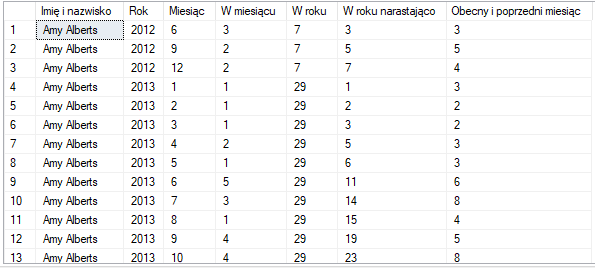 Imię i nazwisko Rok Miesiąc W miesiącu W roku W roku narastająco Obecny i poprzedni miesiąc
1 Amy Alberts 2012 6 3 7 3 3
2 Amy Alberts 2012 9 2 7 5 5
3 Amy Alberts 2012 12 2 7 7 4
4 Amy Alberts 2013 1 1 29 1 3
5 Amy Alberts 2013 2 1 29 2 2
6 Amy Alberts 2013 3 1 29 3 2
7 Amy Alberts 2013 4 2 29 5 3
8 Amy Alberts 2013 5 1 29 6 3
9 Amy Alberts 2013 6 5 29 11 6
10 Amy Alberts 2013 7 3 29 14 8
11 Amy Alberts 2013 8 1 29 15 4
12 Amy Alberts 2013 9 4 29 19 5
13 Amy Alberts 2013 10 4 29 23 8